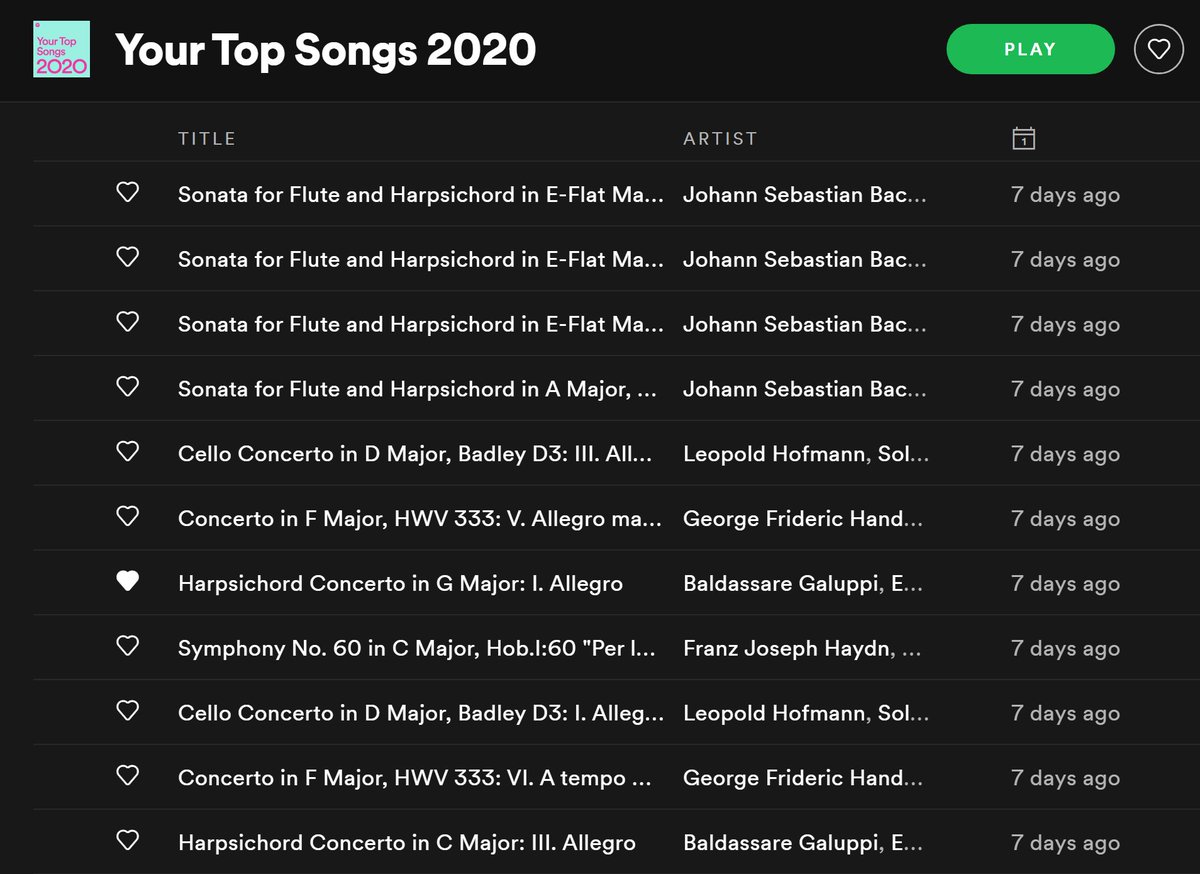 Your Top
Songs
2020
Your Top Songs 2020
PLAY
TITLE ARTIST 1
Sonata for Flute and Harpsichord in E-Flat Ma... Johann Sebastian Bac... 7 days ago
Sonata for Flute and Harpsichord in E-Flat Ma... Johann Sebastian Bac... 7 days ago
Sonata for Flute and Harpsichord in E-Flat Ma... Johann Sebastian Bac... 7 days ago
Sonata for Flute and Harpsichord in A Major, ... Johann Sebastian Bac... 7 days ago
Cello Concerto in D Major, Badley D3: III. All... Leopold Hofmann, Sol... 7 days ago
Concerto in F Major, HWV 333: V. Allegro ma... George Frideric Hand... 7 days ago
Harpsichord Concerto in G Major: I. Allegro Baldassare Galuppi, E... 7 days ago
Symphony No. 60 in C Major, Hob.I:60 "Per l... Franz Joseph Haydn, ... 7 days ago
Cello Concerto in D Major, Badley D3: I. Alleg... Leopold Hofmann, Sol... 7 days ago
Concerto in F Major, HWV 333: VI. A tempo ... George Frideric Hand... 7 days ago
Harpsichord Concerto in C Major: III. Allegro Baldassare Galuppi, E... 7 days ago